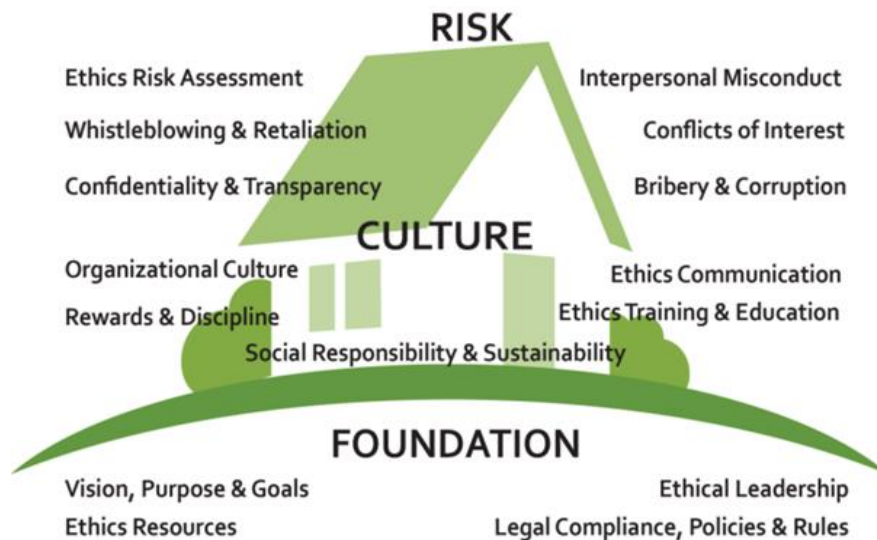 RISK
Ethics Risk Assessment
Interpersonal Misconduct
Whistleblowing & Retaliation
Conflicts of Interest
Confidentiality & Transparency
Bribery & Corruption
CULTURE
Organizational Culture
Ethics Communication
Rewards & Discipline
Ethics Training & Education
Social Responsibility & Sustainability
FOUNDATION
Vision, Purpose & Goals
Ethical Leadership
Ethics Resources
Legal Compliance, Policies & Rules